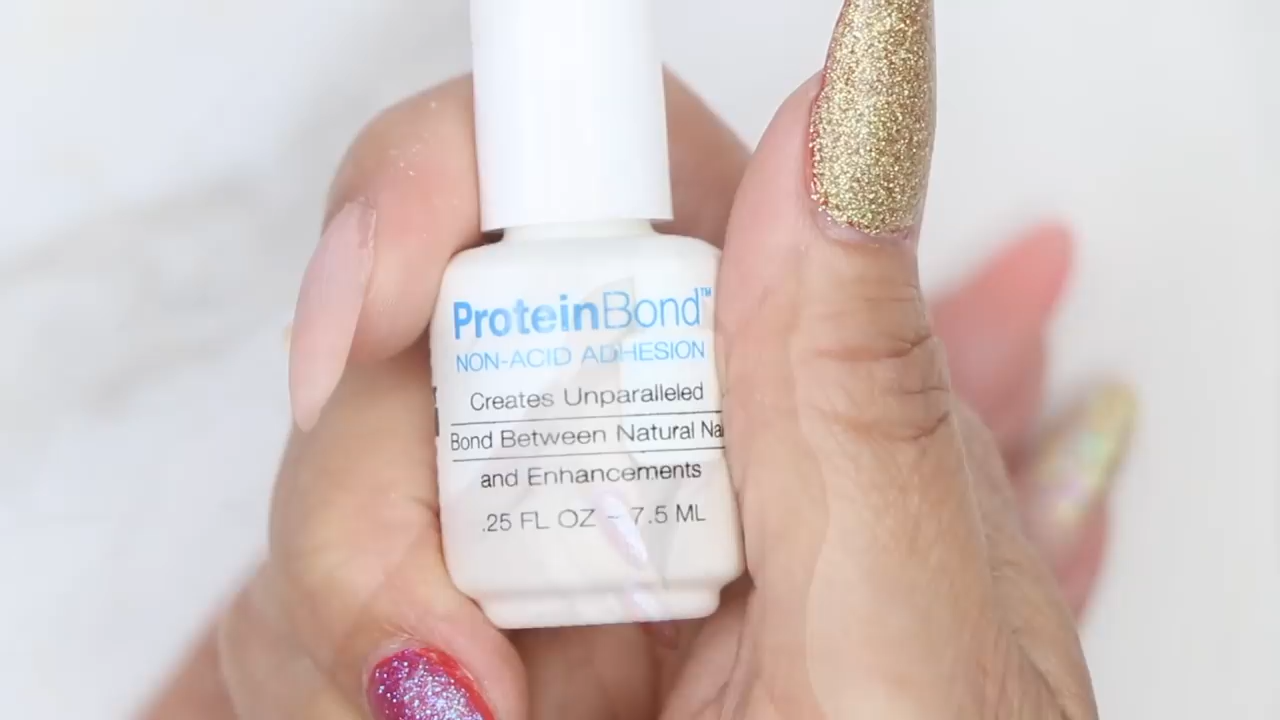 ProteinBond™
NON-ACID ADHESION
Creates Unparalleled
Bond Between Natural Na
and Enhancements
.25 FL OZ - 7.5 ML